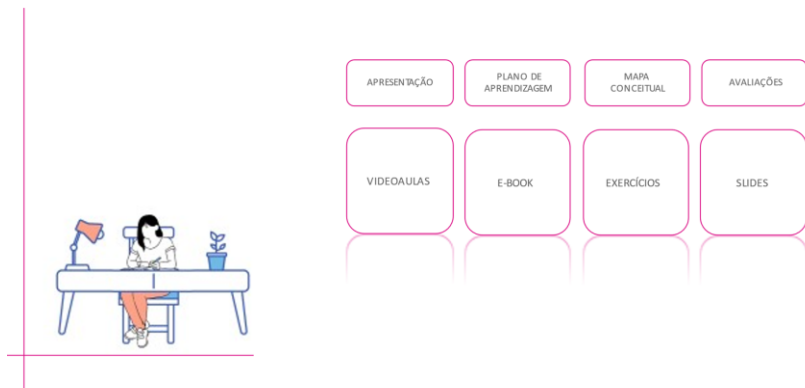 APRESENTAÇÃO
PLANO DE
APRENDIZAGEM
MAPA
CONCEITUAL
AVALIAÇÕES
VIDEOAULAS
E-BOOK
EXERCÍCIOS
SLIDES